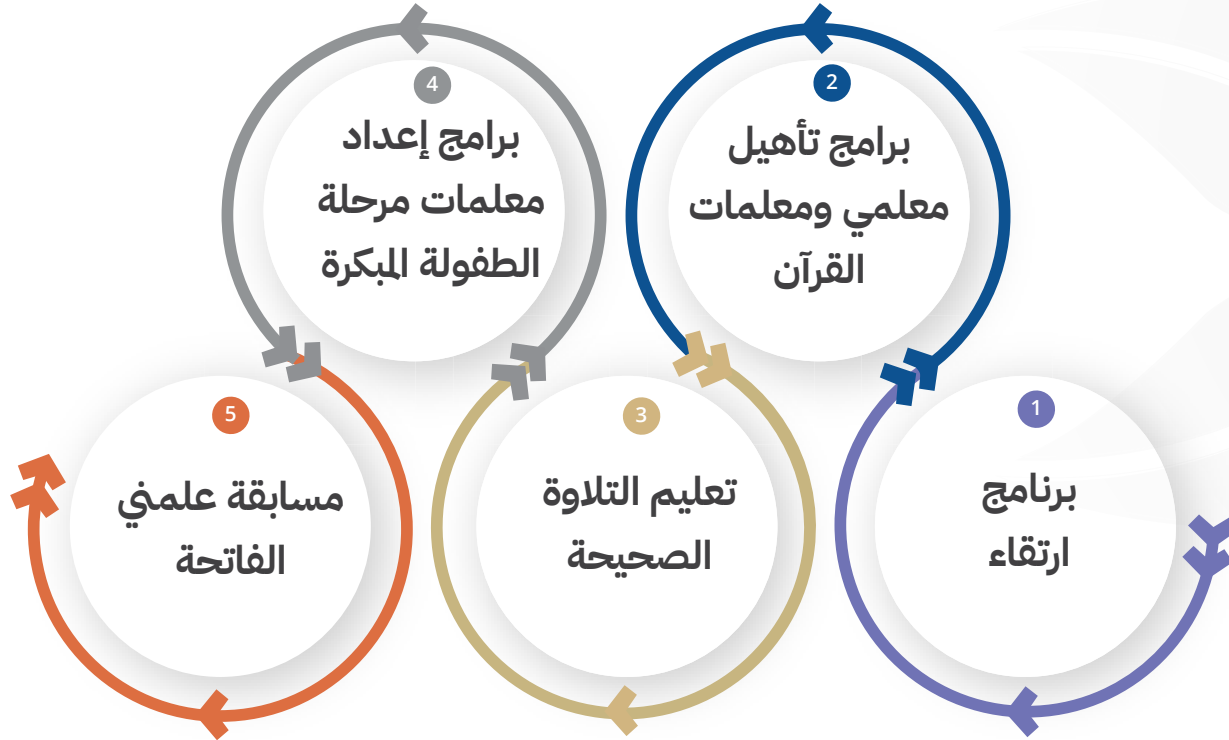 1
برنامج
ارتقاء
2
برامج تأهيل
معلمي ومعلمات
القرآن
3
تعليم التلاوة
الصحيحة
4
برامج إعداد
معلمات مرحلة
الطفولة المبكرة
5
مسابقة علمني
الفاتحة